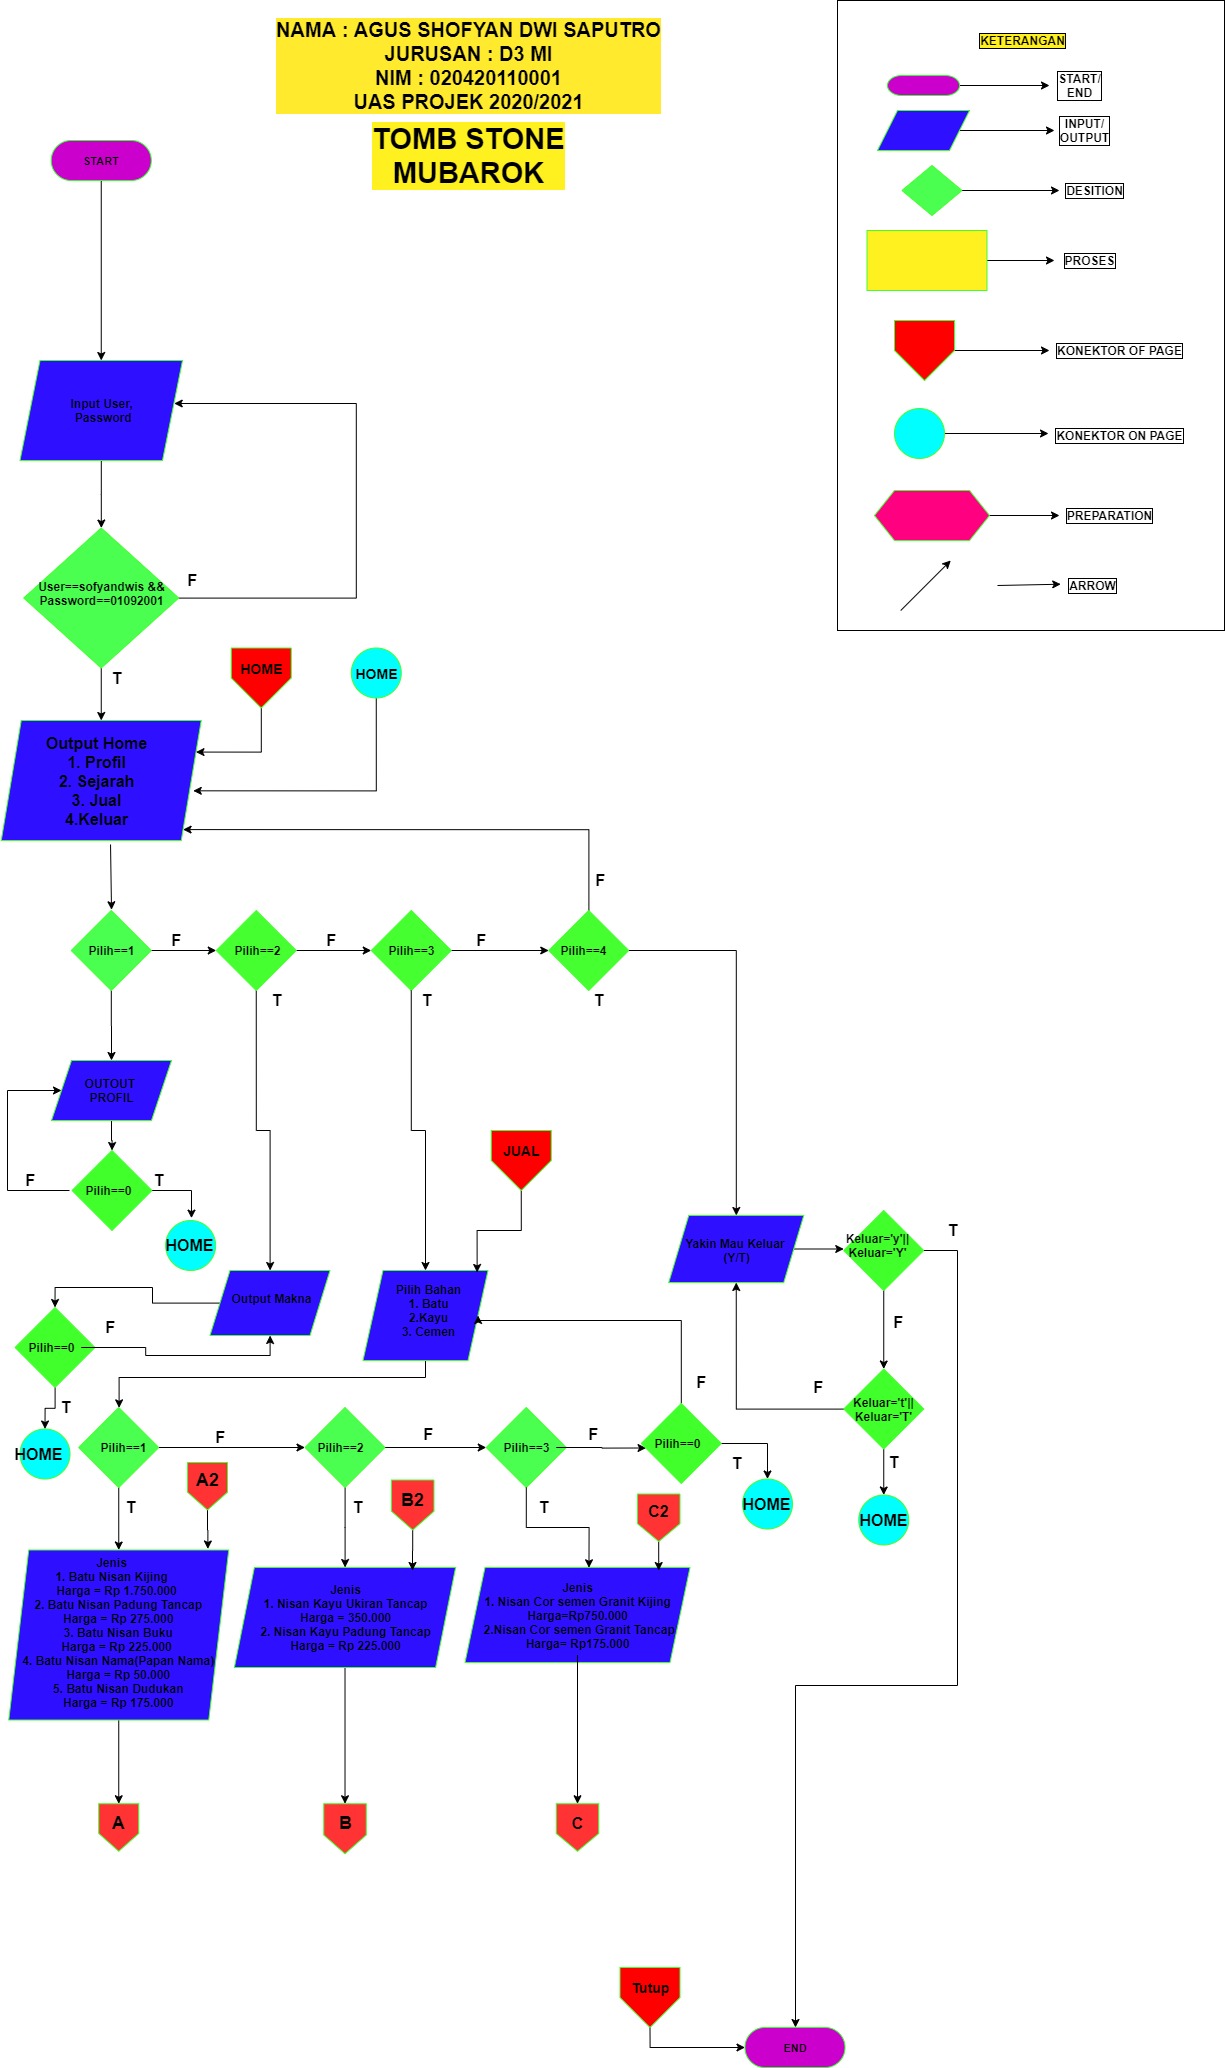 NAMA : AGUS SHOFYAN DWI SAPUTRO
JURUSAN : D3 MI
NIM : 020420110001
UAS PROJEK 2020/2021
TOMB STONE
MUBAROK
KETERANGAN
START/
END
INPUT/
OUTPUT
DESITION
PROSES
KONEKTOR OF PAGE
KONEKTOR ON PAGE
PREPARATION
ARROW
START
Input User,
Password
User==sofyandwis &&
Password==01092001
F
T
HOME
HOME
Output Home
1. Profil
2. Sejarah
3. Jual
4.Keluar
F
Pilih==1
F
Pilih==2
F
Pilih==3
F
Pilih==4
T
T
T
OUTOUT
PROFIL
F
Pilih==0
T
HOME
JUAL
Output Makna
Pilih Bahan
1. Batu
2.Kayu
3. Cemen
Yakin Mau Keluar
(Y/T)
Keluar='y'||
Keluar='Y'
T
F
Pilih==0
F
T
HOME
F
Keluar='t'||
Keluar='T'
F
T
HOME
Pilih==1
F
Pilih==2
F
Pilih==3
F
Pilih==0
T
HOME
T
A2
T
B2
T
C2
Jenis
1. Batu Nisan Kijing
Harga = Rp 1.750.000
2. Batu Nisan Padung Tancap
Harga = Rp 275.000
3. Batu Nisan Buku
Harga = Rp 225.000
4. Batu Nisan Nama(Papan Nama)
Harga = Rp 50.000
5. Batu Nisan Dudukan
Harga = Rp 175.000
Jenis
1. Nisan Kayu Ukiran Tancap
Harga = 350.000
2. Nisan Kayu Padung Tancap
Harga = Rp 225.000
Jenis
1. Nisan Cor semen Granit Kijing
Harga=Rp750.000
2.Nisan Cor semen Granit Tancap
Harga= Rp175.000
A
B
C
Tutup
END